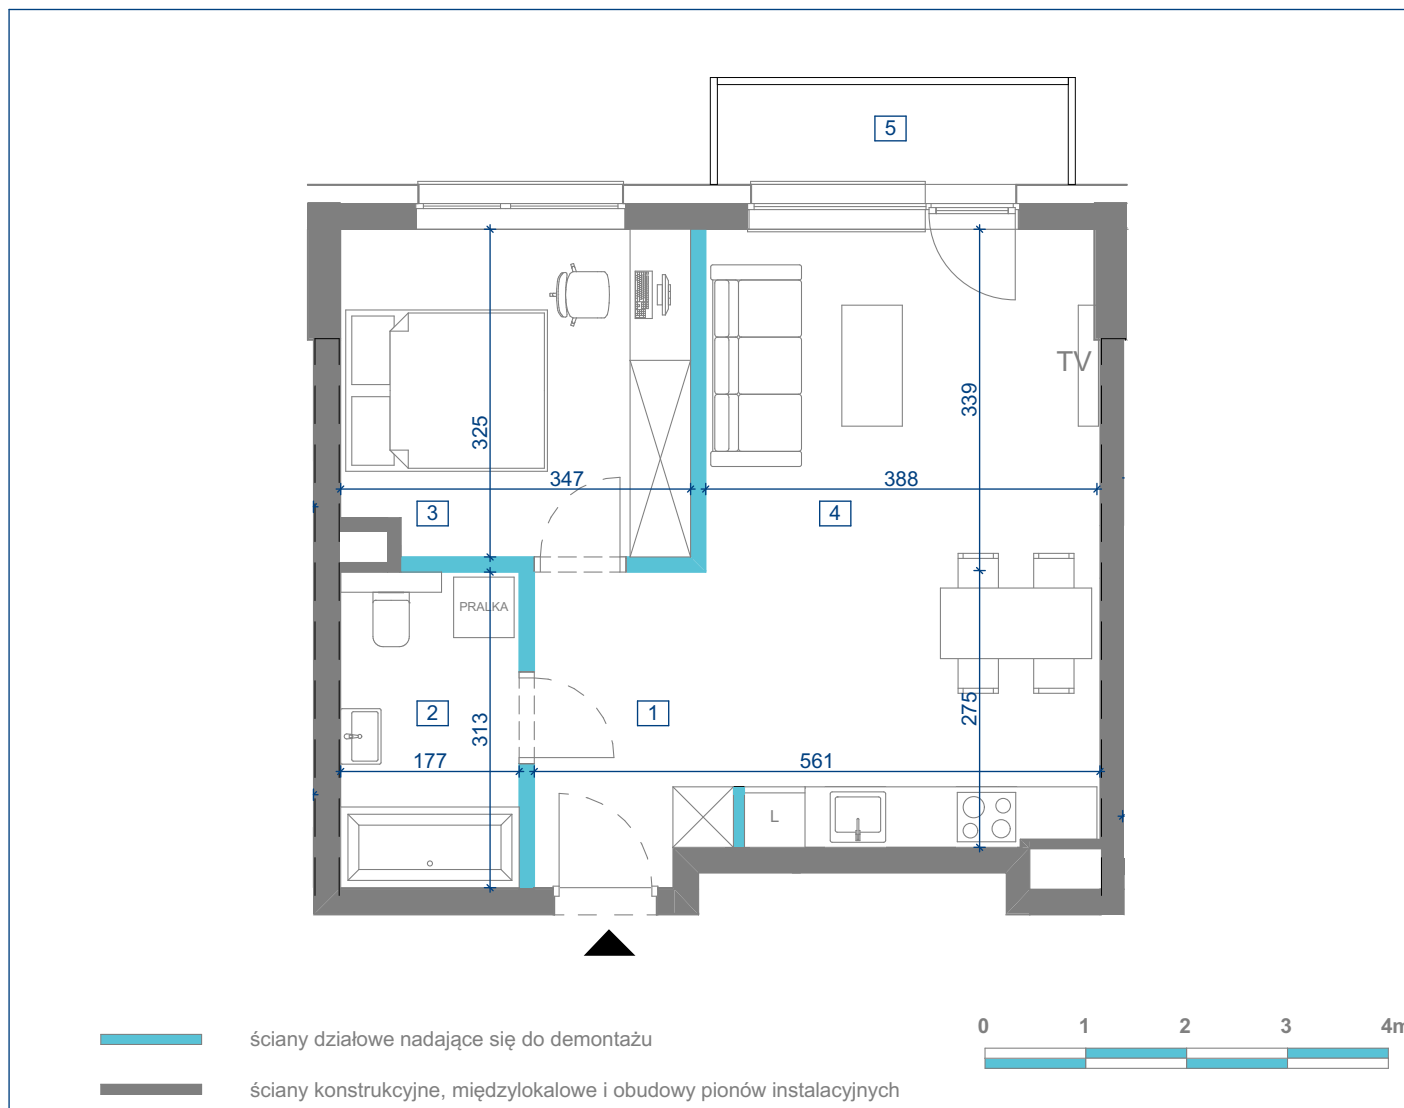 5
TV
325
339
347
388
3
4
PRALKA
2
1
313
275
177
561
L
ściany działowe nadające się do demontażu
0 1 2 3 4m
ściany konstrukcyjne, międzylokalowe i obudowy pionów instalacyjnych